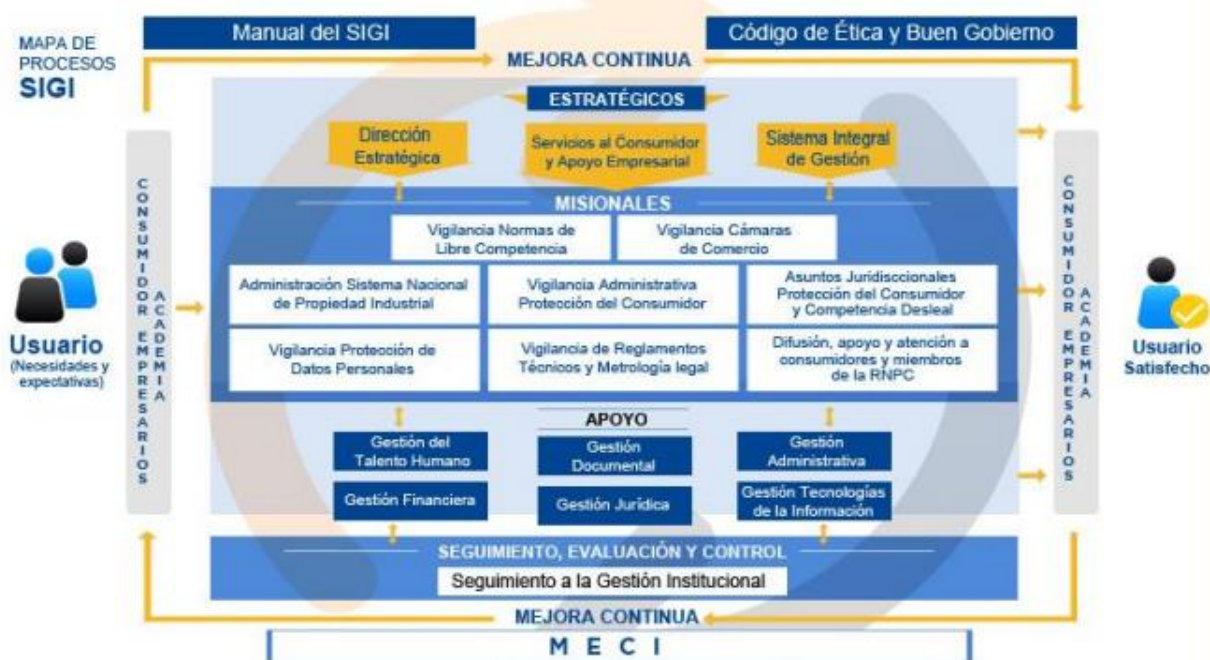 MAPA DE
PROCESOS
SIGI
Manual del SIGI
Código de Ética y Buen Gobierno
MEJORA CONTINUA
ESTRATÉGICOS
Dirección
Estratégica
Servicios al Consumidor
y Apoyo Empresarial
Sistema Integral
de Gestión
CONSUMIDOR EMPRESARIOS
ACADEMIA
Usuario
(Necesidades y
expectativas)
MISIONALES
Vigilancia Normas de
Libre Competencia
Vigilancia Cámaras
de Comercio
Administración Sistema Nacional
de Propiedad Industrial
Vigilancia Administrativa
Protección del Consumidor
Asuntos Juridisccionales
Protección del Consumidor
y Competencia Desleal
Vigilancia Protección de
Datos Personales
Vigilancia de Reglamentos
Técnicos y Metrología legal
Difusión, apoyo y atención a
consumidores y miembros
de la RNPC
APOYO
Gestión del
Talento Humano
Gestión
Documental
Gestión
Administrativa
Gestión Financiera
Gestión Jurídica
Gestión Tecnologías
de la Información
SEGUIMIENTO, EVALUACIÓN Y CONTROL
Seguimiento a la Gestión Institucional
MEJORA CONTINUA
MECI
CONSUMIDOR EMPRESARIOS
ACADEMIA
Usuario
Satisfecho